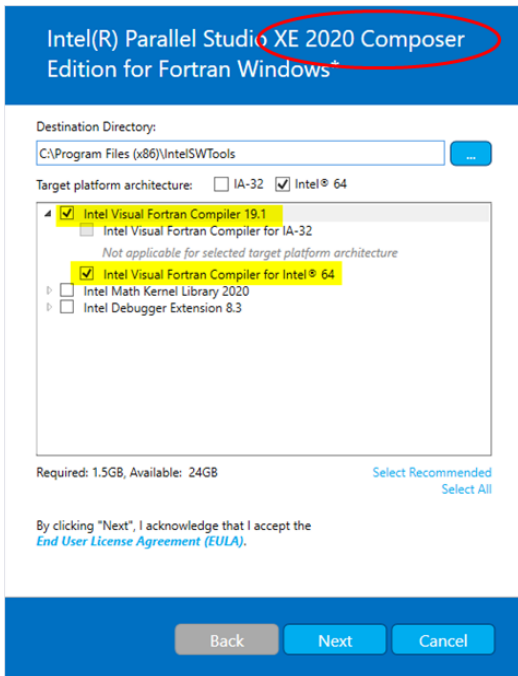 Intel(R) Parallel Studio XE 2020 Composer
Edition for Fortran Windows*
Destination Directory:
C:\Program Files (x86)\IntelSWTools
...
Target platform architecture: IA-32 Intel® 64
Intel Visual Fortran Compiler 19.1
Intel Visual Fortran Compiler for IA-32
Not applicable for selected target platform architecture
Intel Visual Fortran Compiler for Intel® 64
Intel Math Kernel Library 2020
Intel Debugger Extension 8.3
Required: 1.5GB, Available: 24GB
Select Recommended
Select All
By clicking "Next", I acknowledge that I accept the
End User License Agreement (EULA).
Back Next Cancel